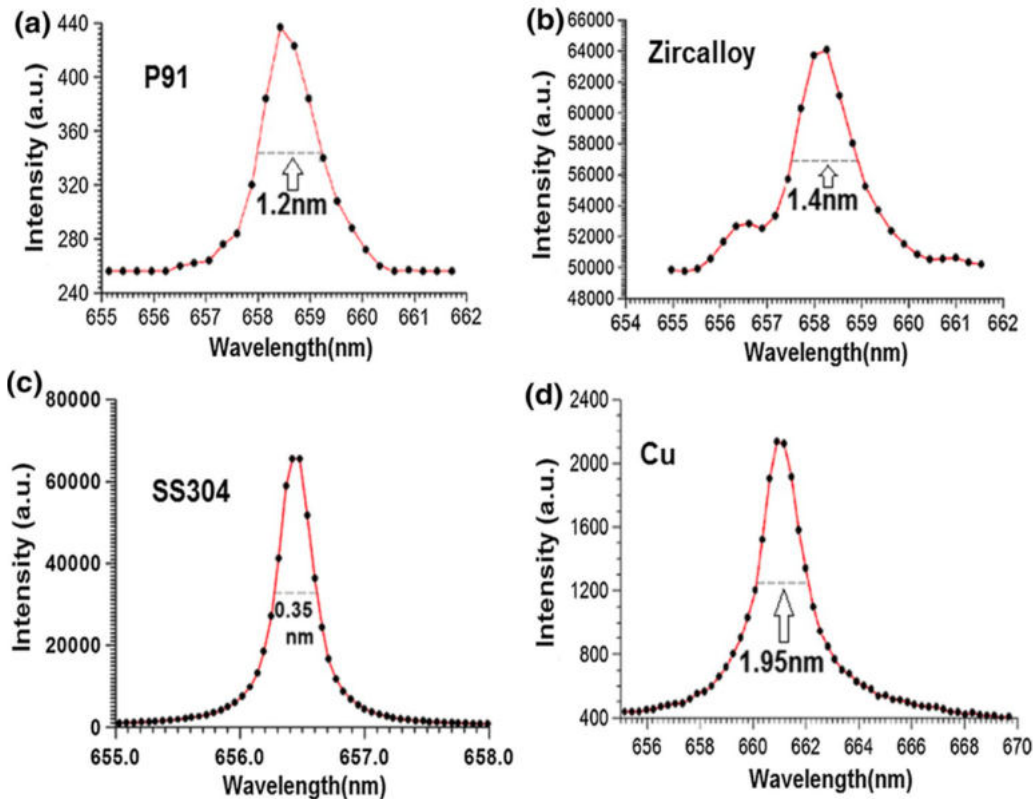 (a)
P91
Intensity (a.u.)
440
400
360
320
280
240
1.2nm
655 656 657 658 659 660 661 662
Wavelength(nm)
(b)
Zircalloy
Intensity (a.u.)
66000
64000
62000
60000
58000
56000
54000
52000
50000
48000
1.4nm
654 655 656 657 658 659 660 661 662
Wavelength(nm)
(c)
SS304
Intensity (a.u.)
80000
60000
40000
20000
0
0.35
nm
655.0 656.0 657.0 658.0
Wavelength(nm)
(d)
Cu
Intensity (a.u.)
2400
2000
1600
1200
800
400
1.95nm
656 658 660 662 664 666 668 670
Wavelength(nm)